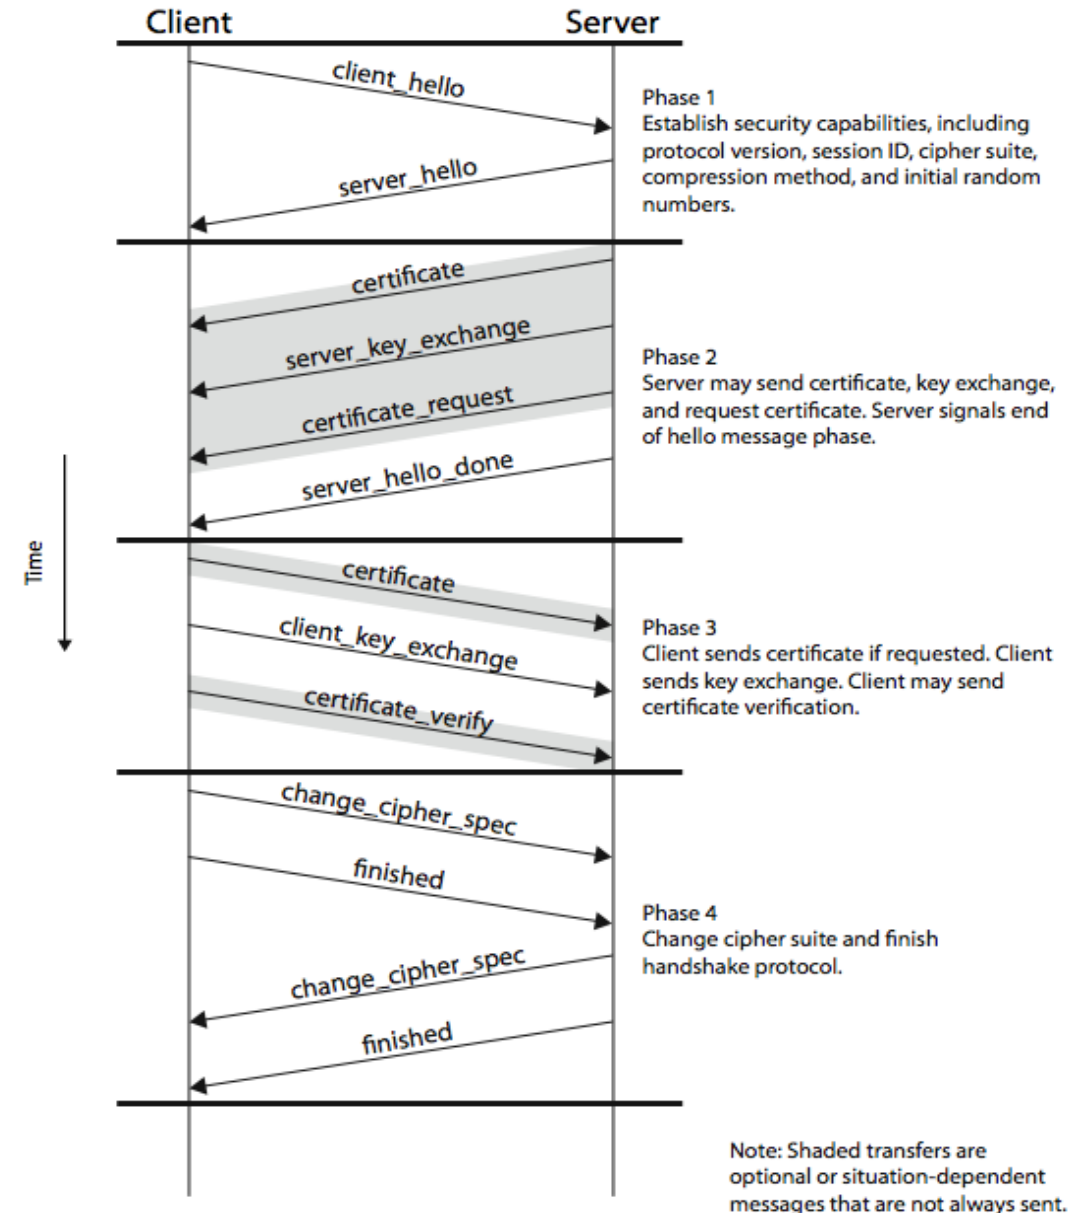 Client Server
client_hello
server_hello
Phase 1
Establish security capabilities, including
protocol version, session ID, cipher suite,
compression method, and initial random
numbers.
certificate
server_key_exchange
certificate_request
server_hello_done
Phase 2
Server may send certificate, key exchange,
and request certificate. Server signals end
of hello message phase.
Time
certificate
client_key_exchange
certificate_verify
Phase 3
Client sends certificate if requested. Client
sends key exchange. Client may send
certificate verification.
change_cipher_spec
finished
change_cipher_spec
finished
Phase 4
Change cipher suite and finish
handshake protocol.
Note: Shaded transfers are
optional or situation-dependent
messages that are not always sent.